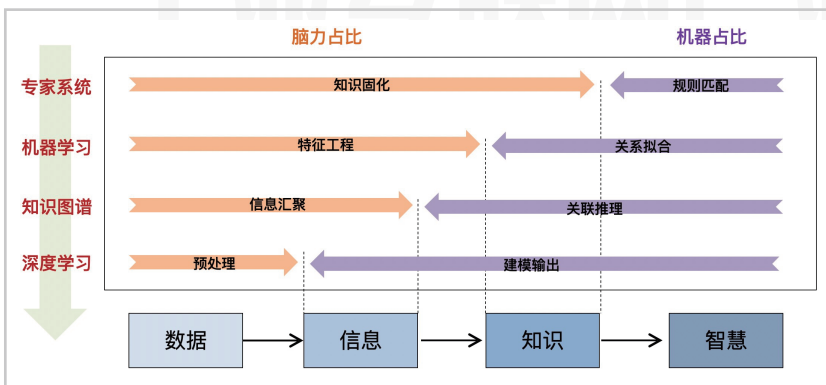 脑力占比 机器占比
专家系统 知识固化 规则匹配
机器学习 特征工程 关系拟合
知识图谱 信息汇聚 关联推理
深度学习 预处理 建模输出
数据 信息 知识 智慧